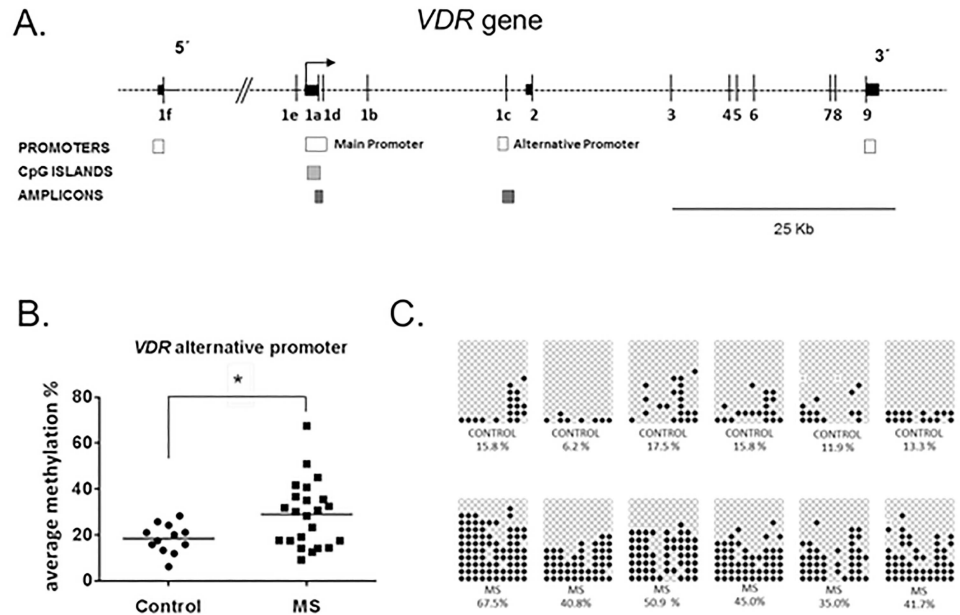 A.
VDR gene
5´
3´
1f 1e 1a 1d 1b 1c 2 3 4 5 6 7 8 9
PROMOTERS Main Promoter Alternative Promoter
CpG ISLANDS
AMPLICONS
25 Kb
B.
VDR alternative promoter
*
average methylation %
80
60
40
20
0
Control MS
C.
CONTROL CONTROL CONTROL CONTROL CONTROL CONTROL
15.8 % 6.2 % 17.5 % 15.8 % 11.9 % 13.3 %
MS MS MS MS MS MS
67.5% 40.8% 50.9 % 45.0% 35.0% 41.7%